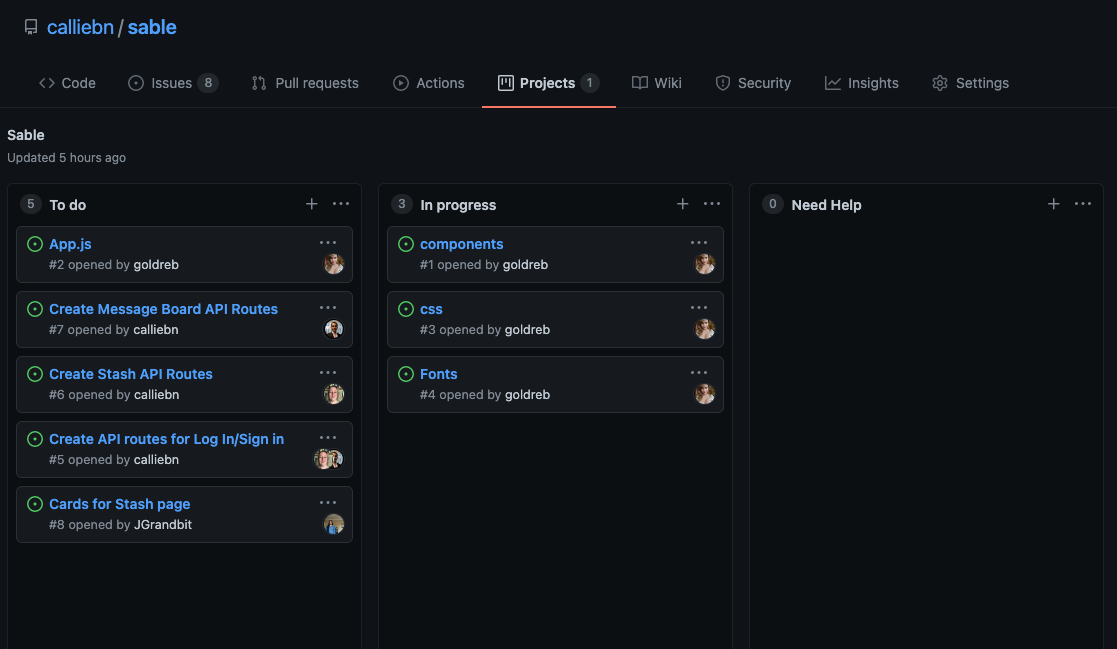 calliebn / sable
Code Issues 8 Pull requests Actions Projects 1 Wiki Security Insights Settings
Sable
Updated 5 hours ago
5 To do
App.js
#2 opened by goldreb
Create Message Board API Routes
#7 opened by calliebn
Create Stash API Routes
#6 opened by calliebn
Create API routes for Log In/Sign in
#5 opened by calliebn
Cards for Stash page
#8 opened by JGrandbit
3 In progress
components
#1 opened by goldreb
css
#3 opened by goldreb
Fonts
#4 opened by goldreb
0 Need Help